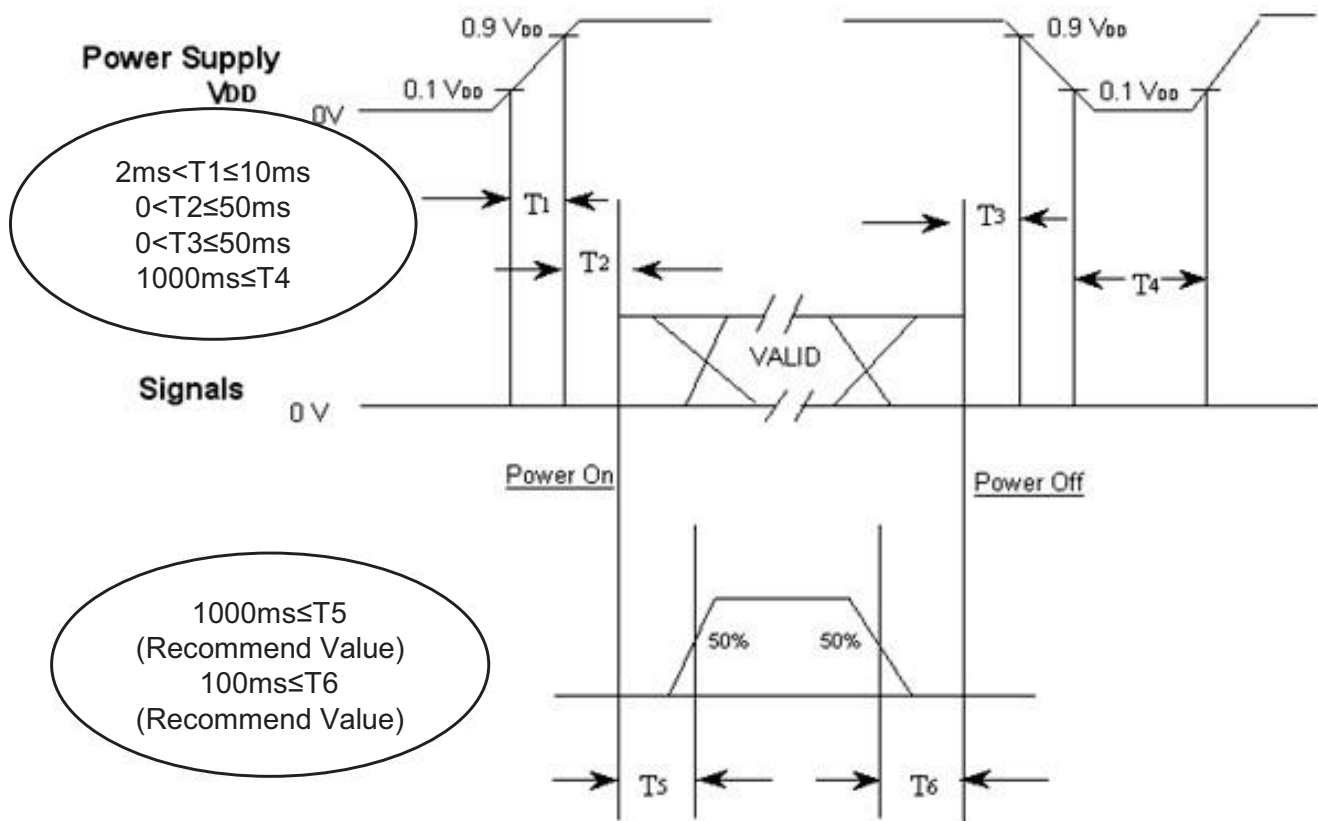 0.9 VDD
0.9 VDD
Power Supply
VDD
0.1 VDD
0.1 VDD
0V
2ms<T1≤10ms
0<T2≤50ms
0<T3≤50ms
1000ms≤T4
T1
T3
T2
T4
VALID
Signals
0 V
Power On
Power Off
1000ms≤T5
(Recommend Value)
100ms≤T6
(Recommend Value)
50%
50%
T5
T6